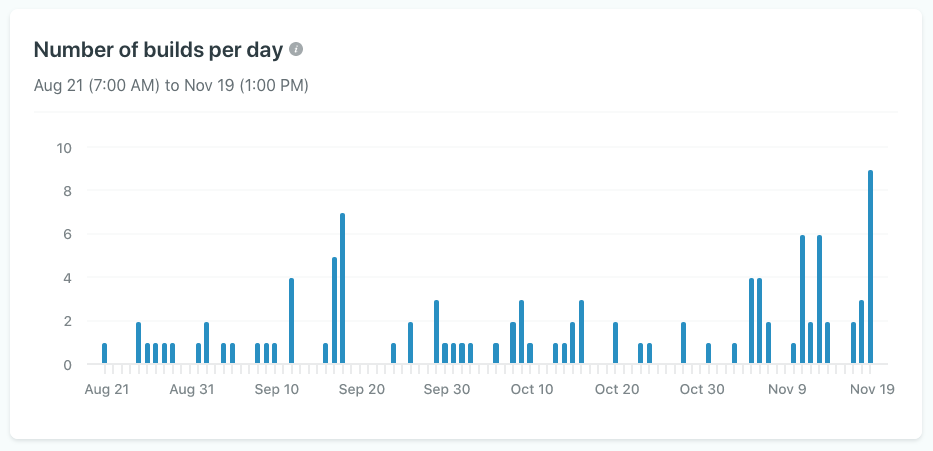 Number of builds per day i
Aug 21 (7:00 AM) to Nov 19 (1:00 PM)
10
8
6
4
2
0
Aug 21 Aug 31 Sep 10 Sep 20 Sep 30 Oct 10 Oct 20 Oct 30 Nov 9 Nov 19